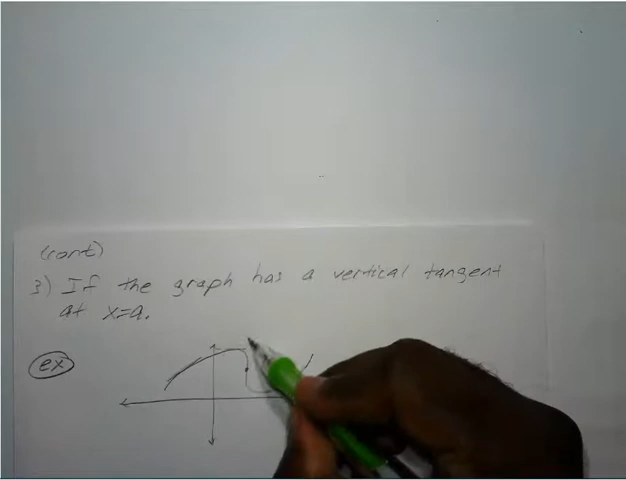 (cont)
3) If the graph has a vertical tangent
at x=a.
ex